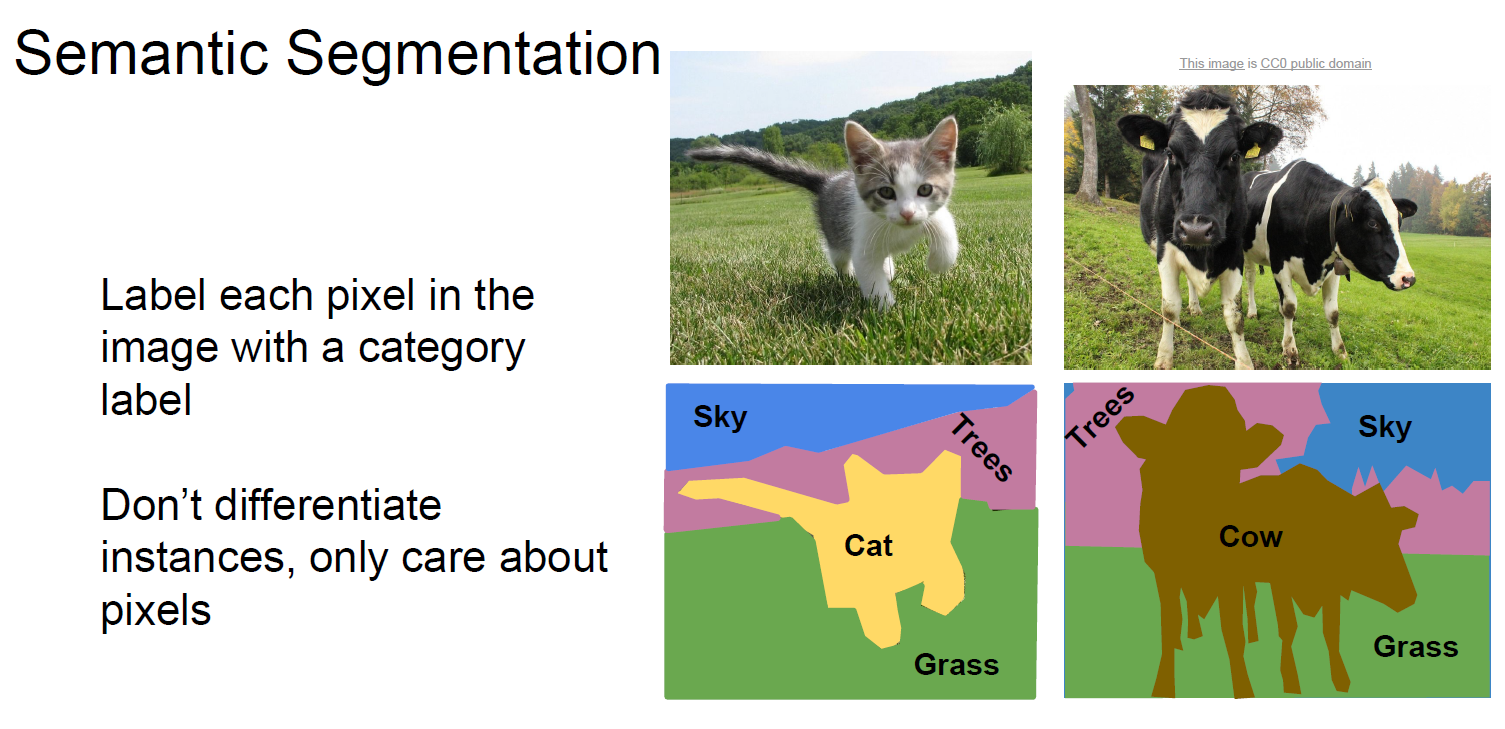 Semantic Segmentation
This image is CC0 public domain
Label each pixel in the
image with a category
label
Don’t differentiate
instances, only care about
pixels
Sky
Trees
Cat
Grass
Trees
Sky
Cow
Grass